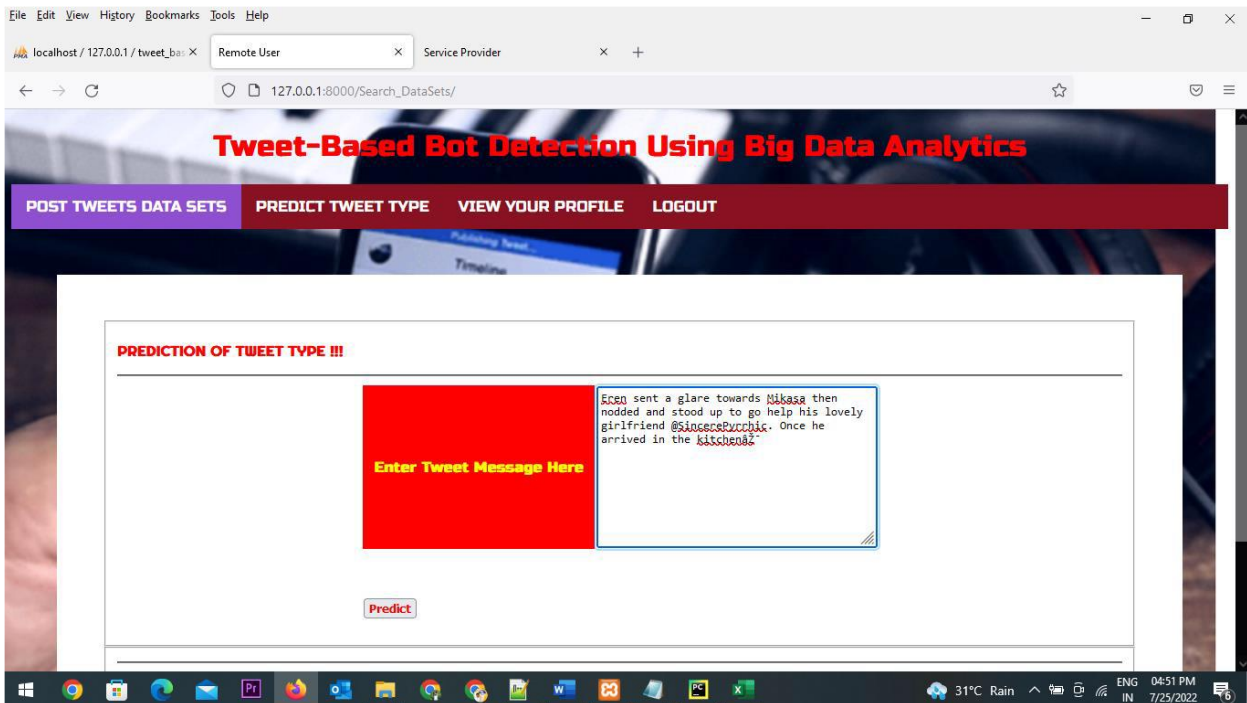 File Edit View History Bookmarks Tools Help
localhost / 127.0.0.1 / tweet_bas
Remote User
Service Provider
127.0.0.1:8000/Search_DataSets/
Tweet-Based Bot Detection Using Big Data Analytics
POST TWEETS DATA SETS PREDICT TWEET TYPE VIEW YOUR PROFILE LOGOUT
Publishing Tweet...
Timeline
PREDICTION OF TWEET TYPE !!!
Enter Tweet Message Here
Eren sent a glare towards Mikasa then
nodded and stood up to go help his lovely
girlfriend @SincerePyrrhic. Once he
arrived in the kitchenâŽ¯
Predict
31°C Rain
ENG
IN
04:51 PM
7/25/2022
6